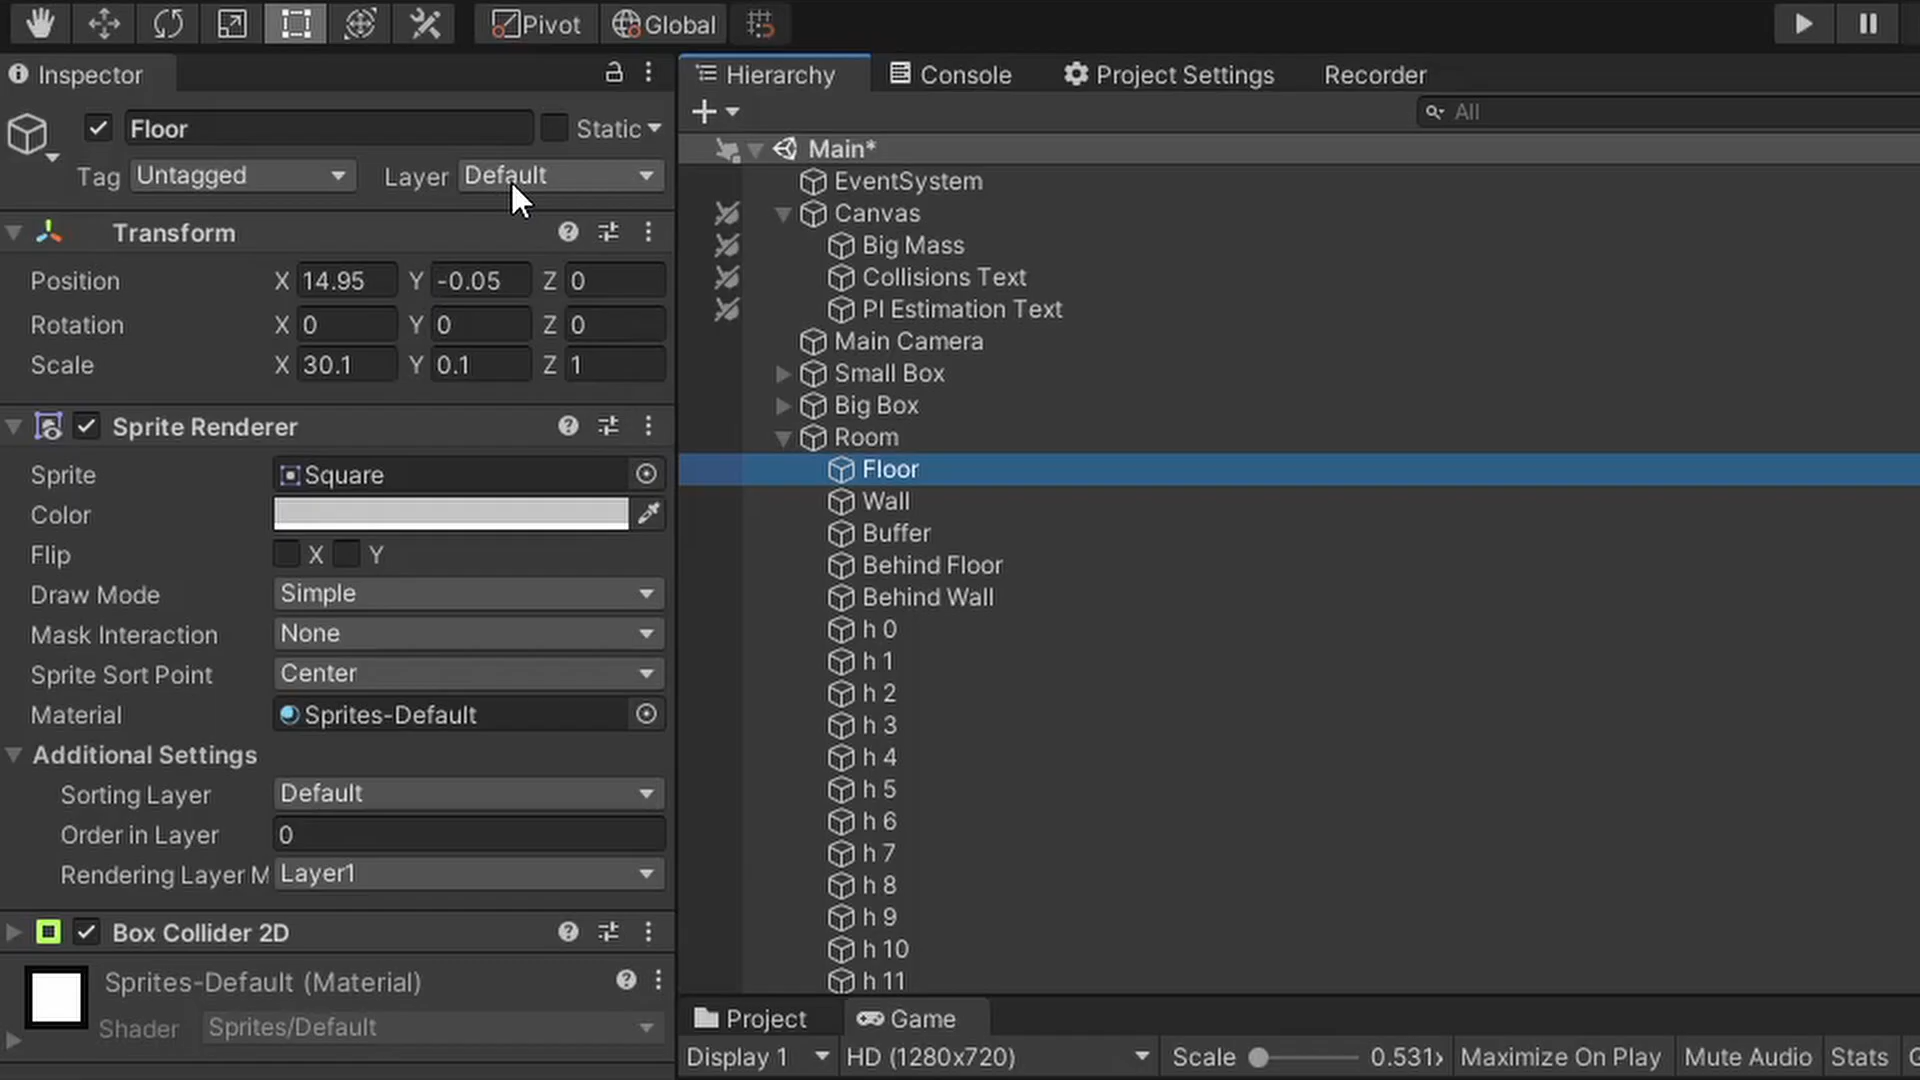 Pivot Global
Inspector
Floor Static
Tag Untagged Layer Default
Transform
Position X 14.95 Y -0.05 Z 0
Rotation X 0 Y 0 Z 0
Scale X 30.1 Y 0.1 Z 1
Sprite Renderer
Sprite Square
Color
Flip X Y
Draw Mode Simple
Mask Interaction None
Sprite Sort Point Center
Material Sprites-Default
Additional Settings
Sorting Layer Default
Order in Layer 0
Rendering Layer M Layer1
Box Collider 2D
Sprites-Default (Material)
Shader Sprites/Default
Hierarchy Console Project Settings Recorder
All
Main*
EventSystem
Canvas
Big Mass
Collisions Text
PI Estimation Text
Main Camera
Small Box
Big Box
Room
Floor
Wall
Buffer
Behind Floor
Behind Wall
h 0
h 1
h 2
h 3
h 4
h 5
h 6
h 7
h 8
h 9
h 10
h 11
Project Game
Display 1 HD (1280x720) Scale 0.531x Maximize On Play Mute Audio Stats